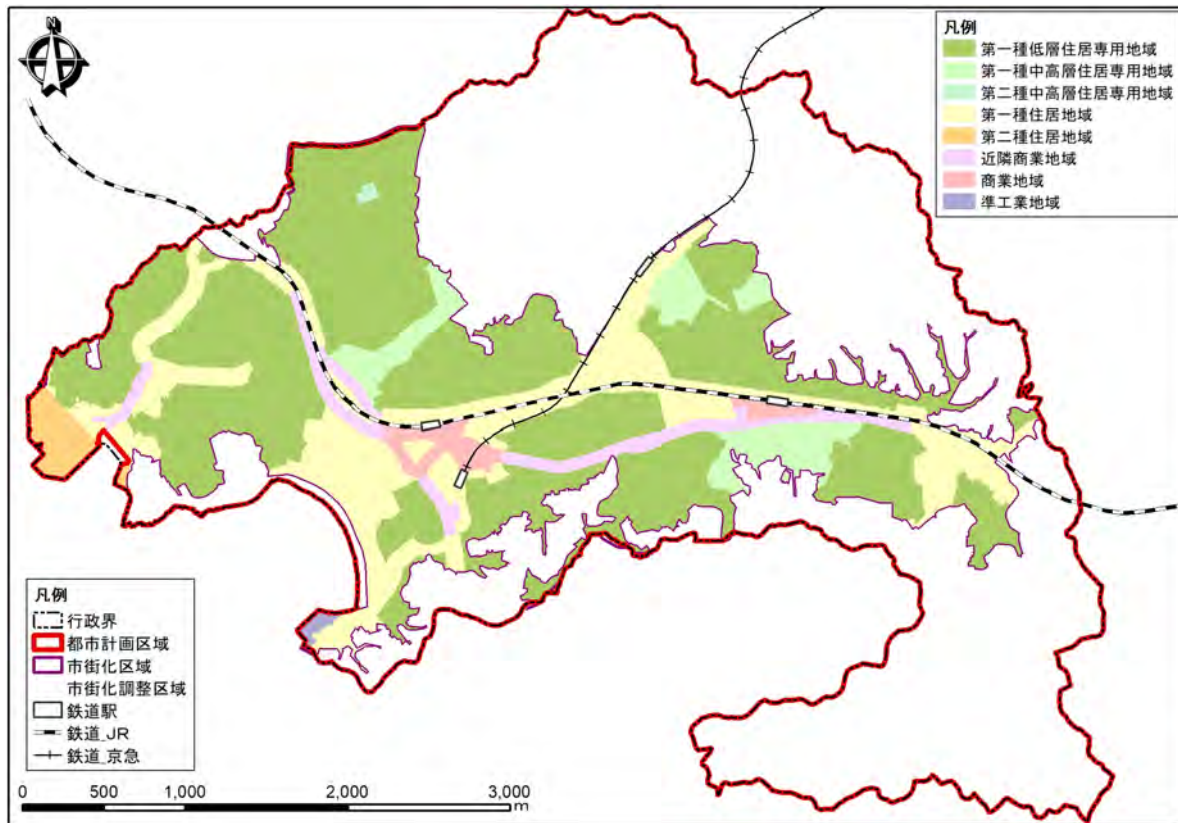 N
凡例
第一種低層住居専用地域
第一種中高層住居専用地域
第二種中高層住居専用地域
第一種住居地域
第二種住居地域
近隣商業地域
商業地域
準工業地域
凡例
行政界
都市計画区域
市街化区域
市街化調整区域
鉄道駅
鉄道_JR
鉄道_京急
0 500 1,000 2,000 3,000
m